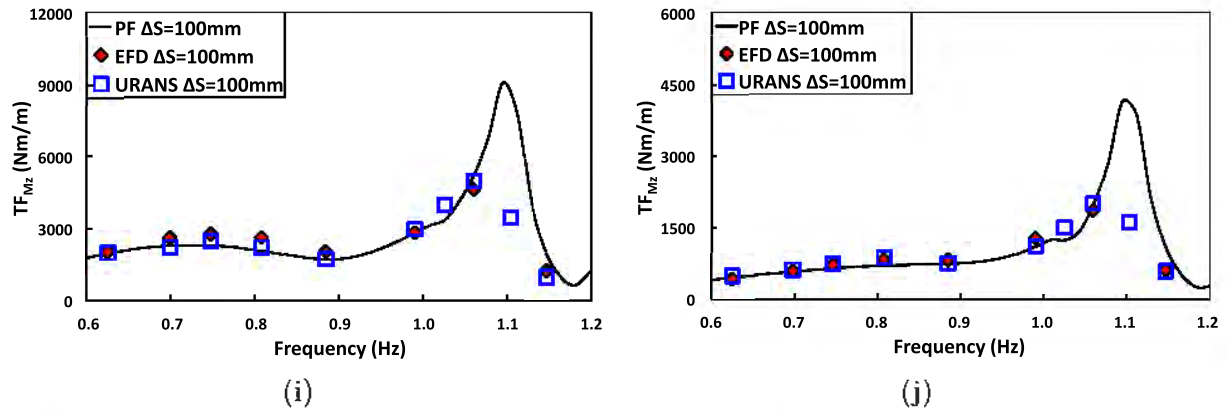 12000
PF ΔS=100mm
EFD ΔS=100mm
URANS ΔS=100mm
9000
6000
3000
0
TF_Mz (Nm/m)
0.6 0.7 0.8 0.9 1.0 1.1 1.2
Frequency (Hz)
(i)
6000
PF ΔS=100mm
EFD ΔS=100mm
URANS ΔS=100mm
4500
3000
1500
0
TF_Mz (Nm/m)
0.6 0.7 0.8 0.9 1.0 1.1 1.2
Frequency (Hz)
(j)